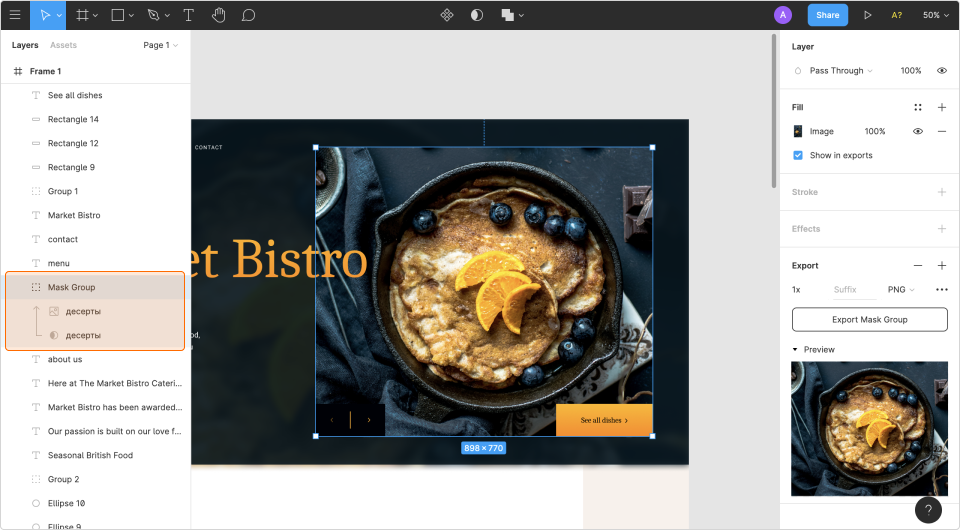 A
Share
A?
50%
Layers
Assets
Page 1
Frame 1
See all dishes
Rectangle 14
Rectangle 12
Rectangle 9
Group 1
Market Bistro
contact
menu
Mask Group
десерты
десерты
about us
Here at The Market Bistro Cateri...
Market Bistro has been awarded...
Our passion is built on our love f...
Seasonal British Food
Group 2
Ellipse 10
Ellipse 9
CONTACT
et Bistro
od,
See all dishes
898 × 770
Layer
Pass Through
100%
Fill
Image
100%
Show in exports
Stroke
Effects
Export
1x
Suffix
PNG
Export Mask Group
Preview
?